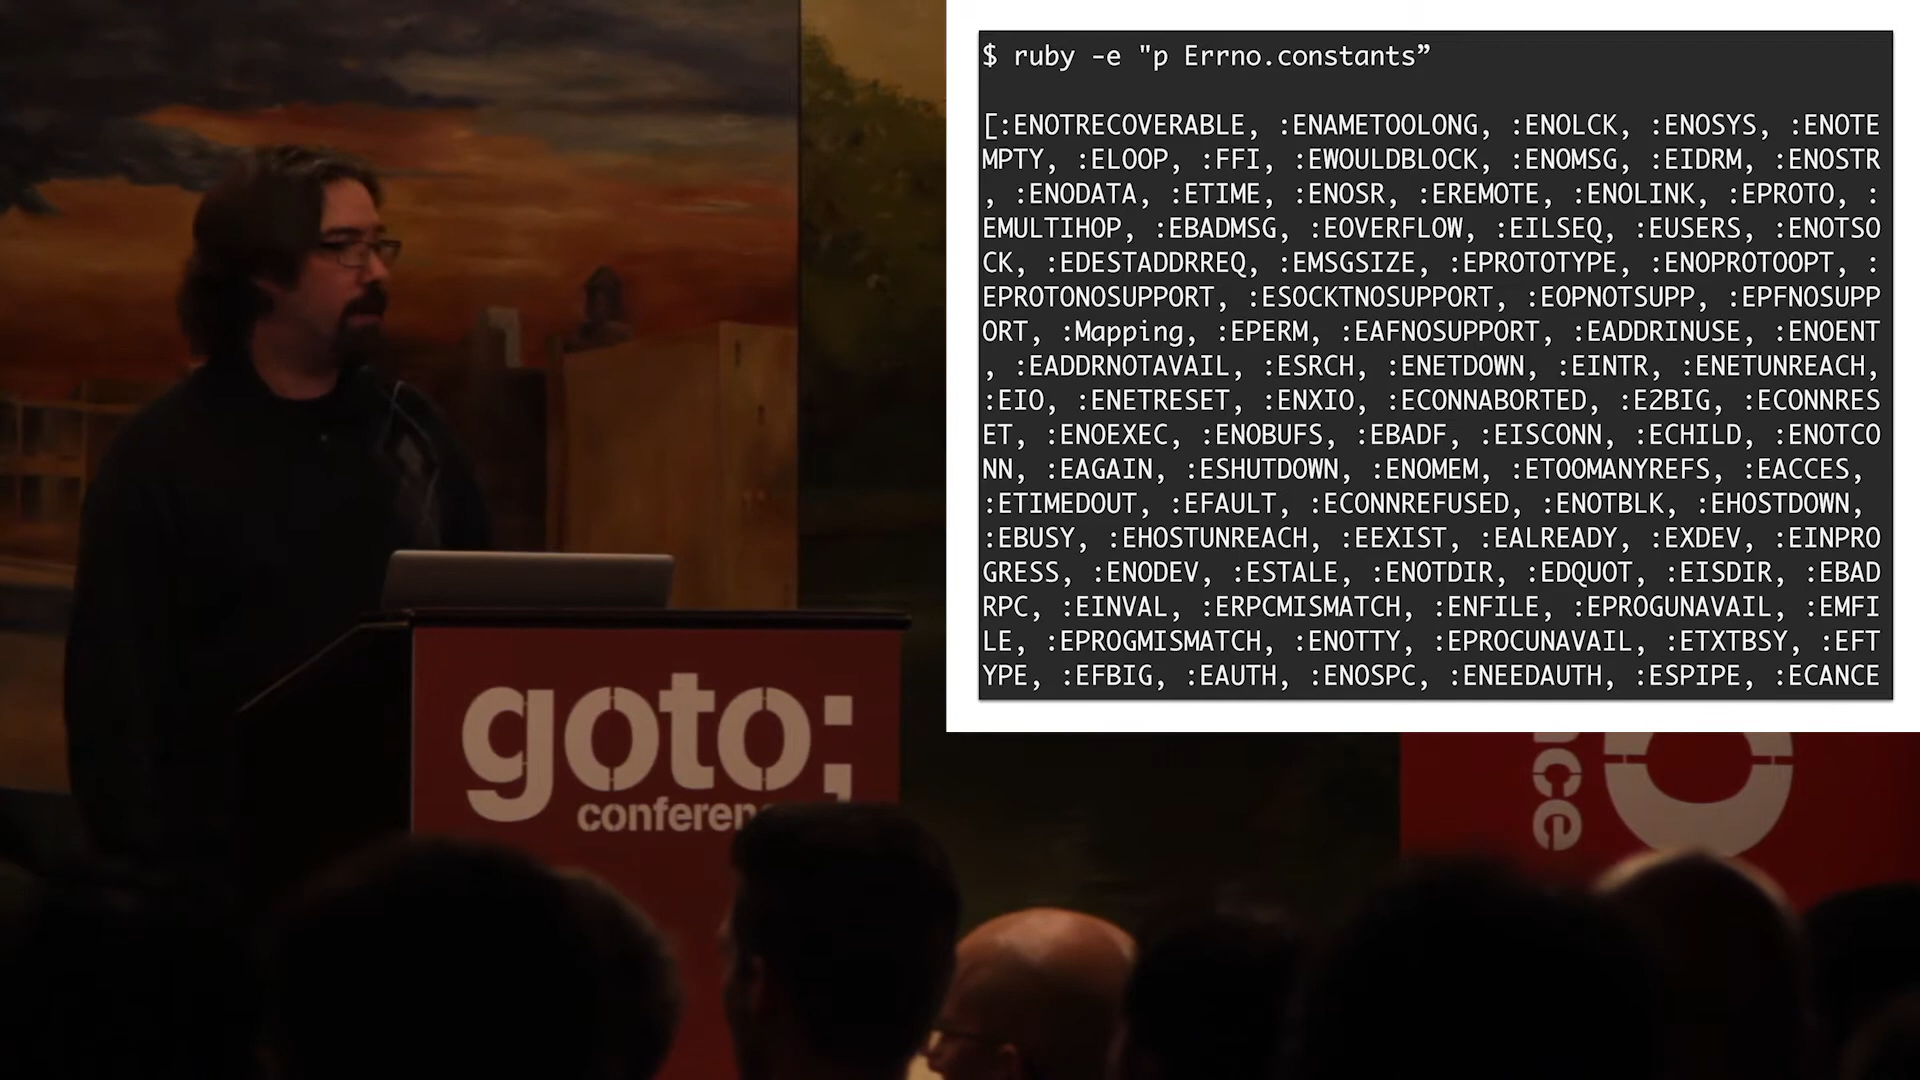 $ ruby -e "p Errno.constants”
[:ENOTRECOVERABLE, :ENAMETOOLONG, :ENOLCK, :ENOSYS, :ENOTE
MPTY, :ELOOP, :FFI, :EWOULDBLOCK, :ENOMSG, :EIDRM, :ENOSTR
, :ENODATA, :ETIME, :ENOSR, :EREMOTE, :ENOLINK, :EPROTO, :
EMULTIHOP, :EBADMSG, :EOVERFLOW, :EILSEQ, :EUSERS, :ENOTSO
CK, :EDESTADDRREQ, :EMSGSIZE, :EPROTOTYPE, :ENOPROTOOPT, :
EPROTONOSUPPORT, :ESOCKTNOSUPPORT, :EOPNOTSUPP, :EPFNOSUPP
ORT, :Mapping, :EPERM, :EAFNOSUPPORT, :EADDRINUSE, :ENOENT
, :EADDRNOTAVAIL, :ESRCH, :ENETDOWN, :EINTR, :ENETUNREACH,
:EIO, :ENETRESET, :ENXIO, :ECONNABORTED, :E2BIG, :ECONNRES
ET, :ENOEXEC, :ENOBUFS, :EBADF, :EISCONN, :ECHILD, :ENOTCO
NN, :EAGAIN, :ESHUTDOWN, :ENOMEM, :ETOOMANYREFS, :EACCES,
:ETIMEDOUT, :EFAULT, :ECONNREFUSED, :ENOTBLK, :EHOSTDOWN,
:EBUSY, :EHOSTUNREACH, :EEXIST, :EALREADY, :EXDEV, :EINPRO
GRESS, :ENODEV, :ESTALE, :ENOTDIR, :EDQUOT, :EISDIR, :EBAD
RPC, :EINVAL, :ERPCMISMATCH, :ENFILE, :EPROGUNAVAIL, :EMFI
LE, :EPROGMISMATCH, :ENOTTY, :EPROCUNAVAIL, :ETXTBSY, :EFT
YPE, :EFBIG, :EAUTH, :ENOSPC, :ENEEDAUTH, :ESPIPE, :ECANCE
goto;
conferen
nce
o